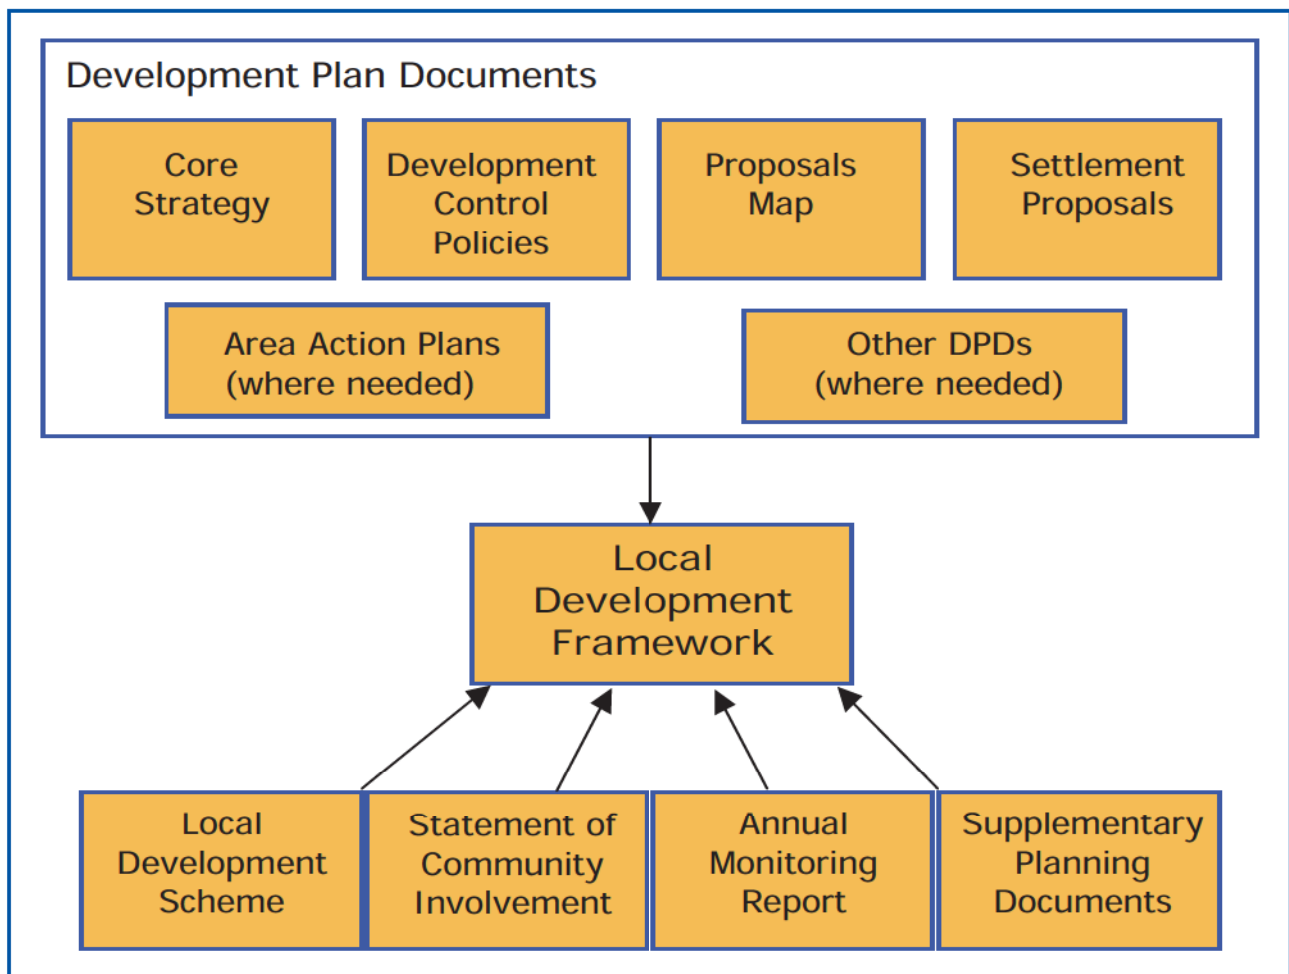 Development Plan Documents
Core
Strategy
Development
Control
Policies
Proposals
Map
Settlement
Proposals
Area Action Plans
(where needed)
Other DPDs
(where needed)
Local
Development
Framework
Local
Development
Scheme
Statement of
Community
Involvement
Annual
Monitoring
Report
Supplementary
Planning
Documents